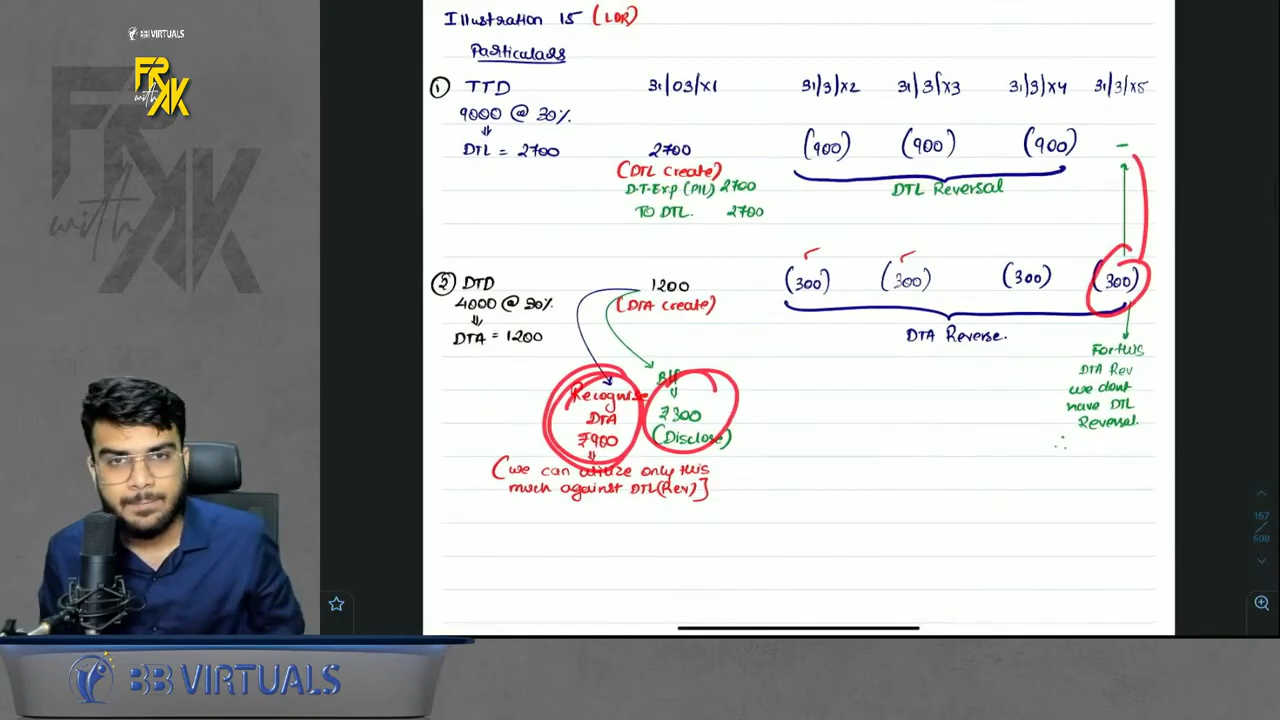 BB VIRTUALS
FR
with
AK
Illustration 15 (LDR)
Particulars
① TTD 31/03/X1 31/3/X2 31/3/X3 31/3/X4 31/3/X5
9000 @ 30%
⇓
DTL = 2700 2700 (900) (900) (900) -
(DTL create)
D.T.Exp (P/L) 2700
TO DTL. 2700
DTL Reversal
② DTD 1200 (300) (300) (300) (300)
4000 @ 30% (DTA create)
⇓
DTA = 1200
DTA Reverse.
For this
DTA Rev
we dont
have DTL
Reversal.
∴
Recognise
DTA
₹900
⇓
⇓
₹300
(Disclose)
(we can utilize only this
much against DTL(Rev)]
157
508
BB VIRTUALS